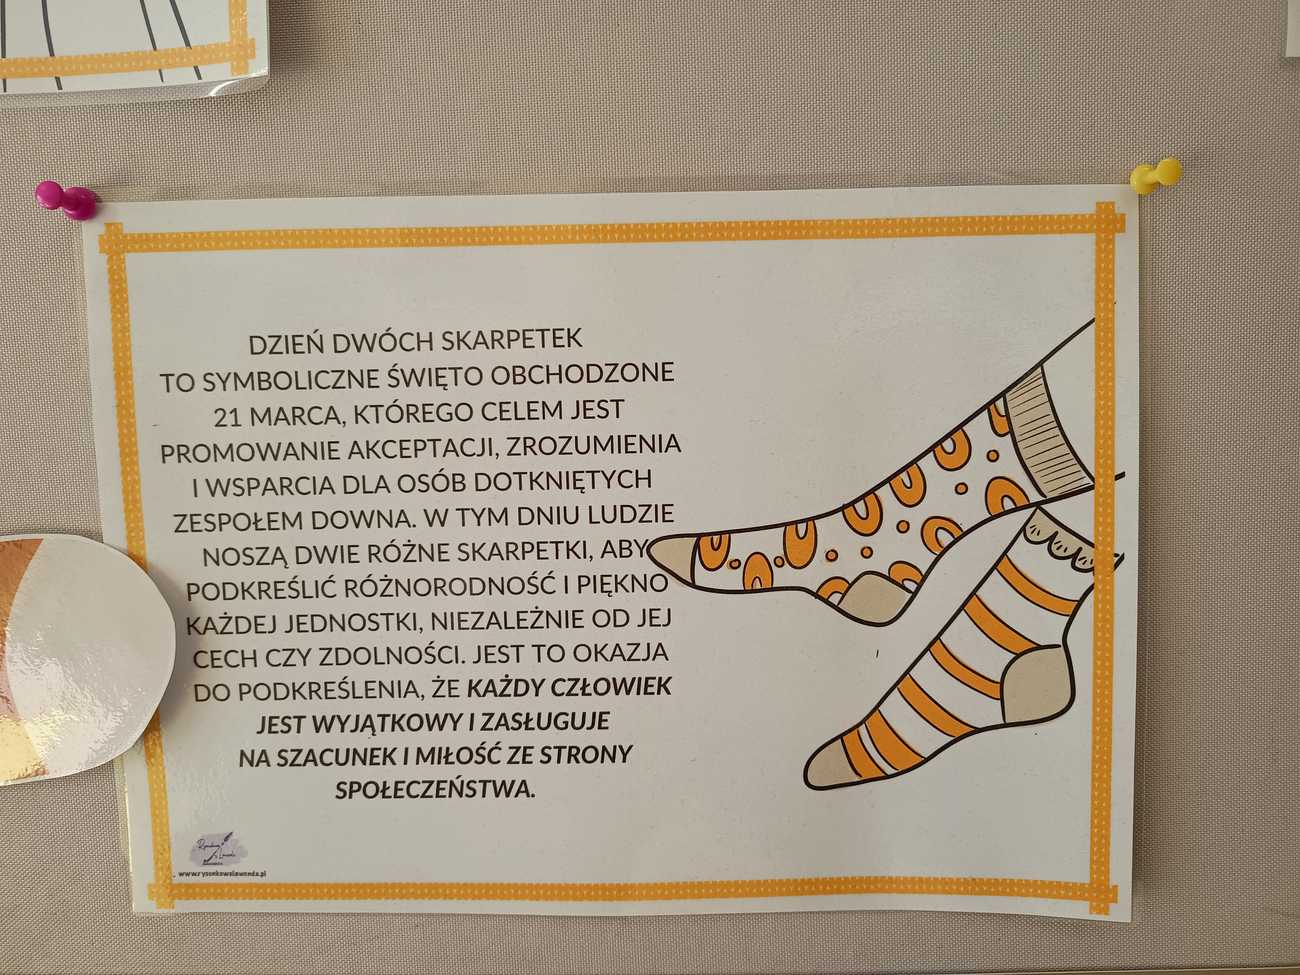 DZIEŃ DWÓCH SKARPETEK
TO SYMBOLICZNE ŚWIĘTO OBCHODZONE
21 MARCA, KTÓREGO CELEM JEST
PROMOWANIE AKCEPTACJI, ZROZUMIENIA
I WSPARCIA DLA OSÓB DOTKNIĘTYCH
ZESPOŁEM DOWNA. W TYM DNIU LUDZIE
NOSZĄ DWIE RÓŻNE SKARPETKI, ABY
PODKREŚLIĆ RÓŻNORODNOŚĆ I PIĘKNO
KAŻDEJ JEDNOSTKI, NIEZALEŻNIE OD JEJ
CECH CZY ZDOLNOŚCI. JEST TO OKAZJA
DO PODKREŚLENIA, ŻE KAŻDY CZŁOWIEK
JEST WYJĄTKOWY I ZASŁUGUJE
NA SZACUNEK I MIŁOŚĆ ZE STRONY
SPOŁECZEŃSTWA.
www.rysunkowolawenda.pl